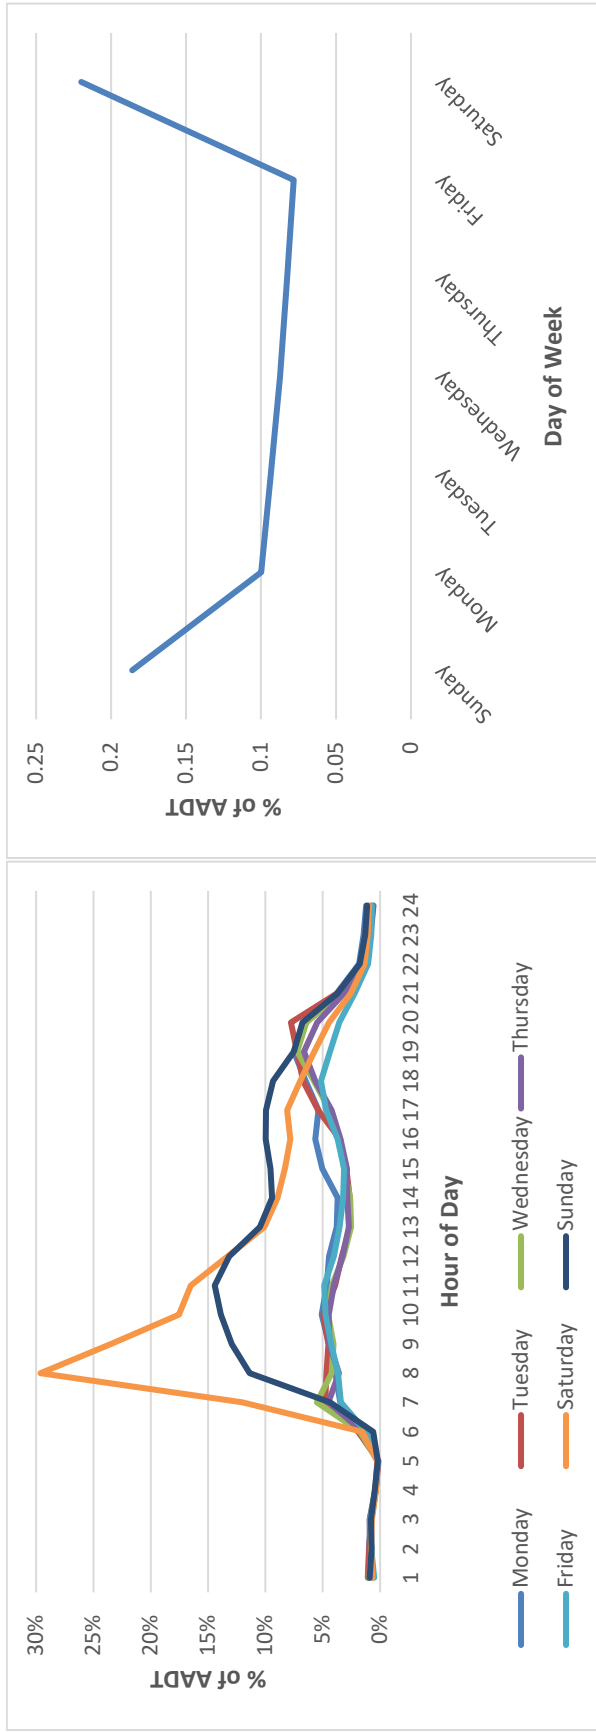 % of AADT
30%
25%
20%
15%
10%
5%
0%
1 2 3 4 5 6 7 8 9 10 11 12 13 14 15 16 17 18 19 20 21 22 23 24
Hour of Day
Monday Tuesday Wednesday Thursday
Friday Saturday Sunday
% of AADT
0.25
0.2
0.15
0.1
0.05
0
Sunday Monday Tuesday Wednesday Thursday Friday Saturday
Day of Week